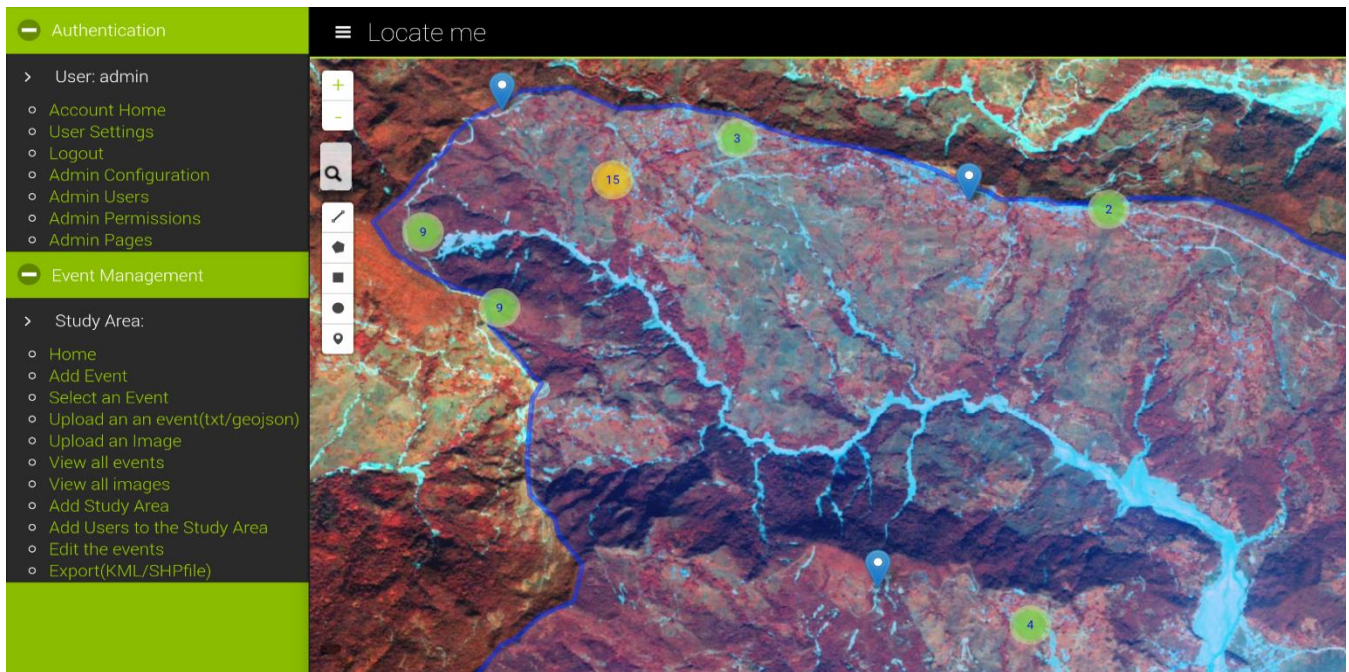 Authentication
User: admin
Account Home
User Settings
Logout
Admin Configuration
Admin Users
Admin Permissions
Admin Pages
Event Management
Study Area:
Home
Add Event
Select an Event
Upload an an event(txt/geojson)
Upload an Image
View all events
View all images
Add Study Area
Add Users to the Study Area
Edit the events
Export(KML/SHPfile)
Locate me
+
-
3
15
2
9
9
4